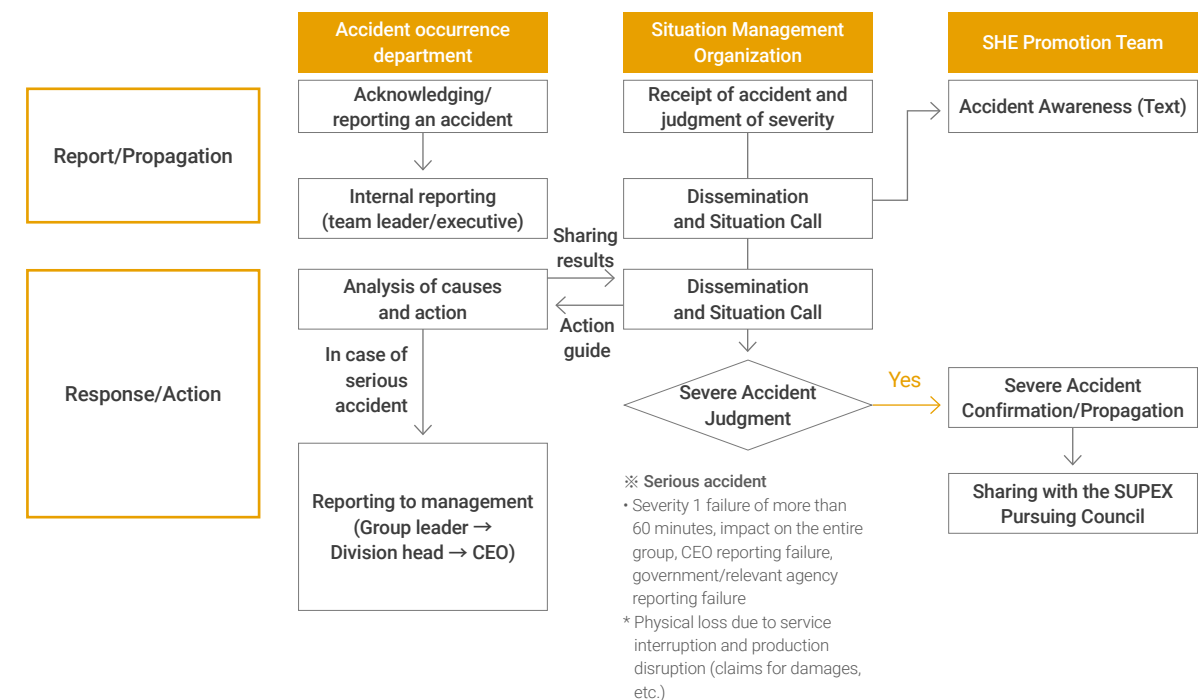 Accident occurrence
department
Situation Management
Organization
SHE Promotion Team
Report/Propagation
Acknowledging/
reporting an accident
Receipt of accident and
judgment of severity
Accident Awareness (Text)
Internal reporting
(team leader/executive)
Dissemination
and Situation Call
Sharing
results
Response/Action
Analysis of causes
and action
Dissemination
and Situation Call
Action
guide
In case of
serious
accident
Severe Accident
Judgment
Yes
Severe Accident
Confirmation/Propagation
Reporting to management
(Group leader →
Division head → CEO)
Sharing with the SUPEX
Pursuing Council
※ Serious accident
• Severity 1 failure of more than
60 minutes, impact on the entire
group, CEO reporting failure,
government/relevant agency
reporting failure
* Physical loss due to service
interruption and production
disruption (claims for damages,
etc.)